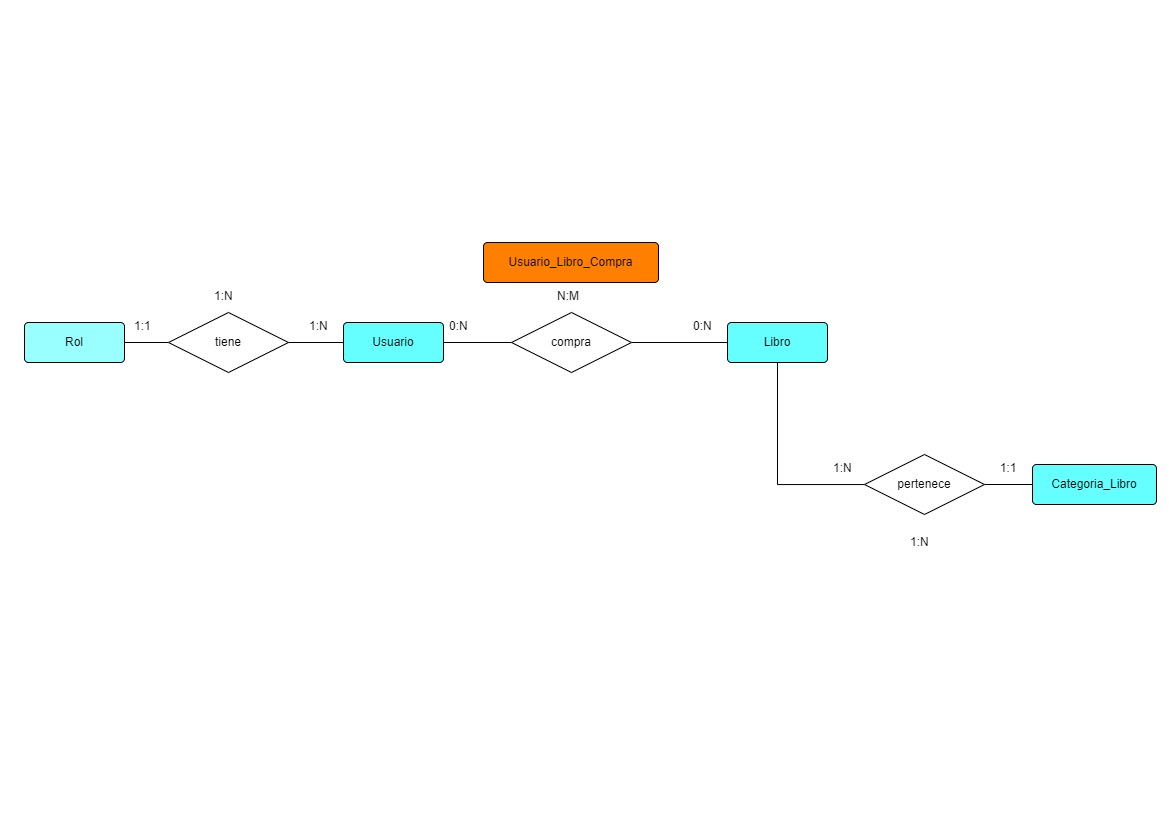 Usuario_Libro_Compra
1:N
N:M
1:1
1:N
0:N
0:N
Rol
tiene
Usuario
compra
Libro
1:N
1:1
pertenece
Categoria_Libro
1:N